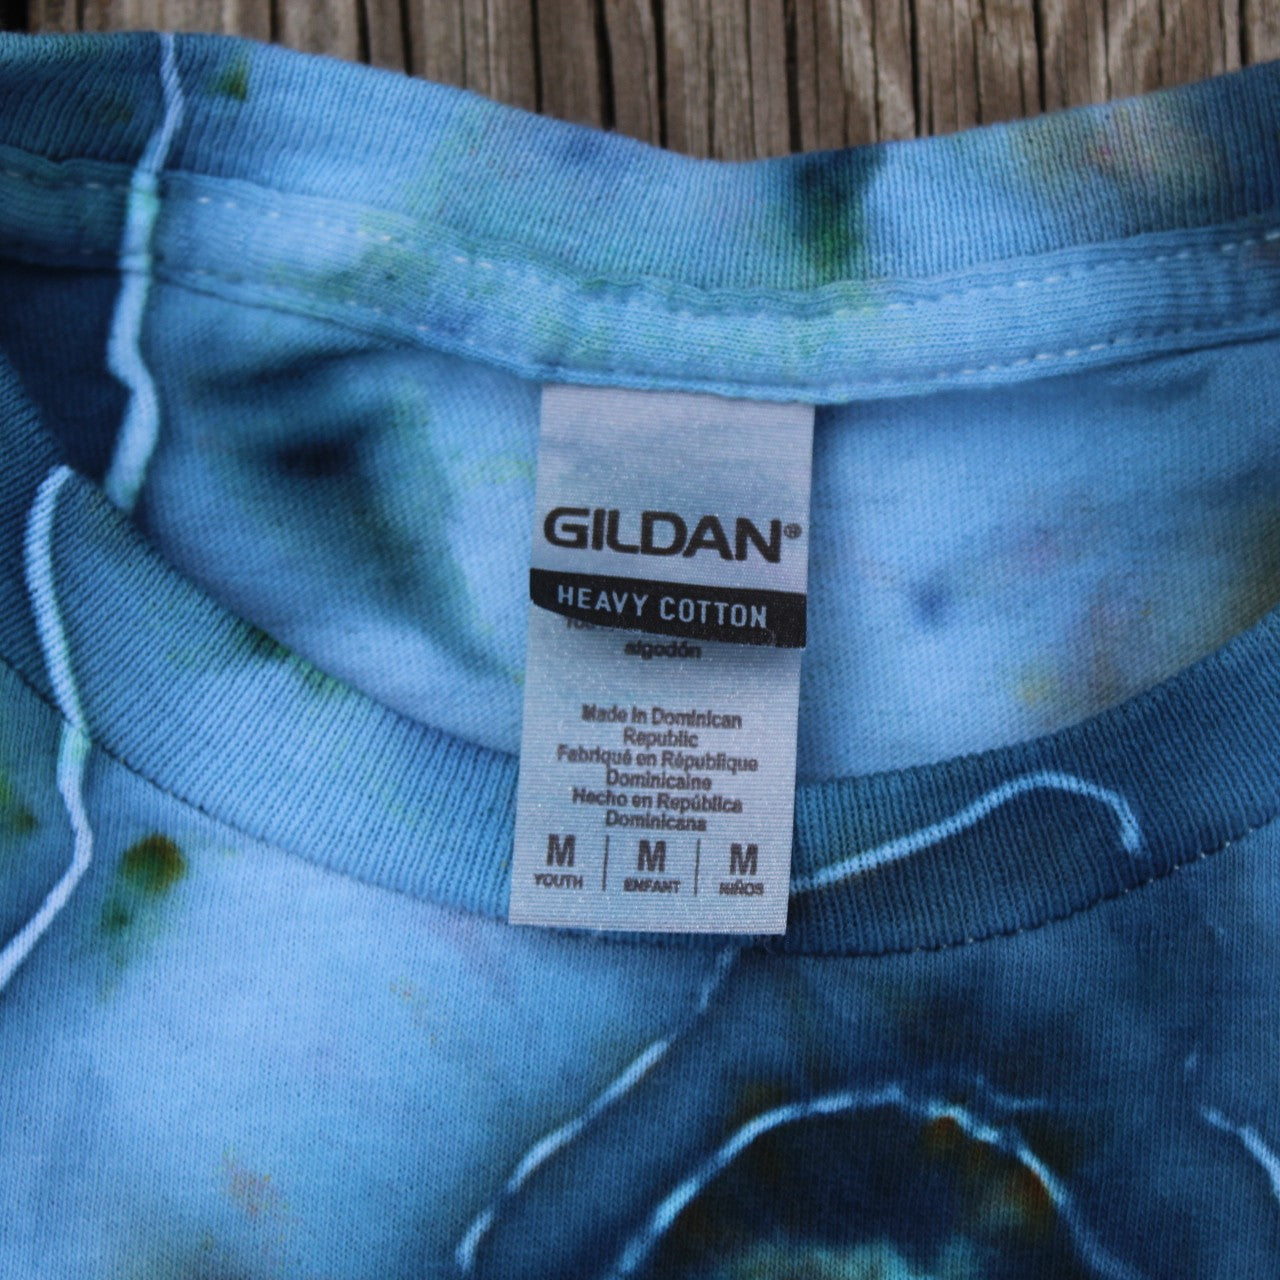 GILDAN®
HEAVY COTTON
algodón
Made in Dominican
Republic
Fabriqué en République
Dominicaine
Hecho en República
Dominicana
M | M | M
YOUTH ENFANT NIÑOS